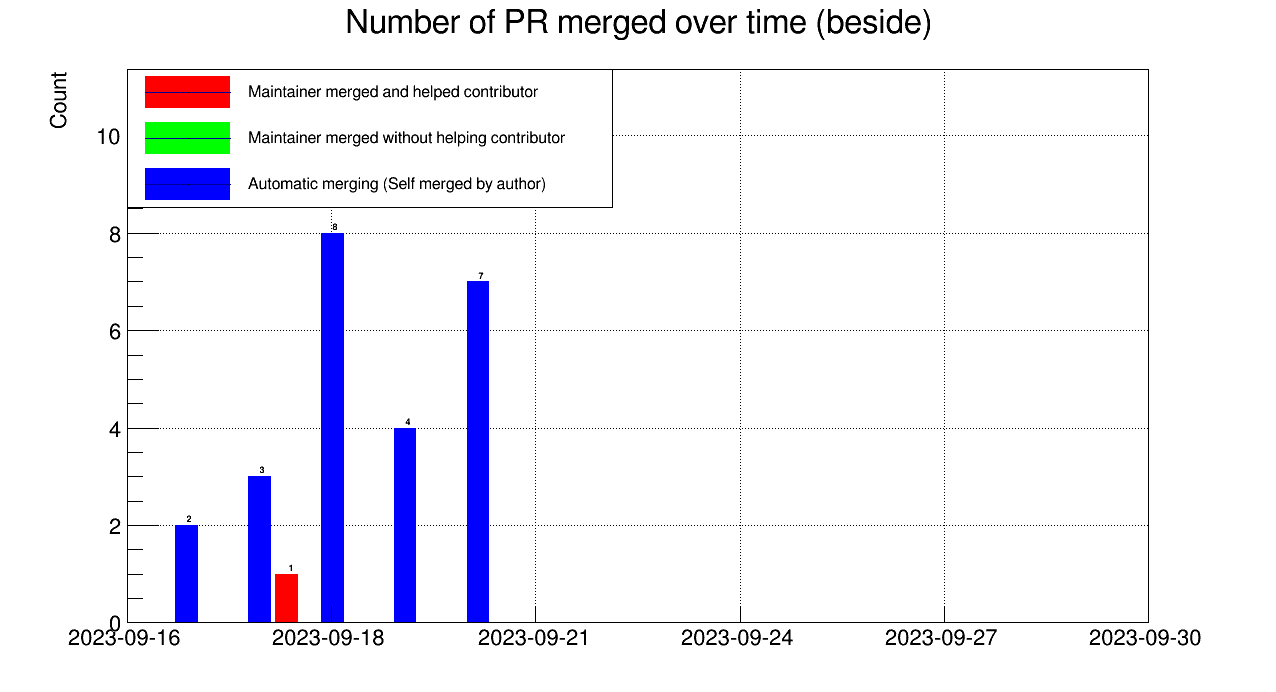 Number of PR merged over time (beside)
Count
Maintainer merged and helped contributor
Maintainer merged without helping contributor
Automatic merging (Self merged by author)
10
8
6
4
2
0
8
7
4
3
2
1
2023-09-16 2023-09-18 2023-09-21 2023-09-24 2023-09-27 2023-09-30